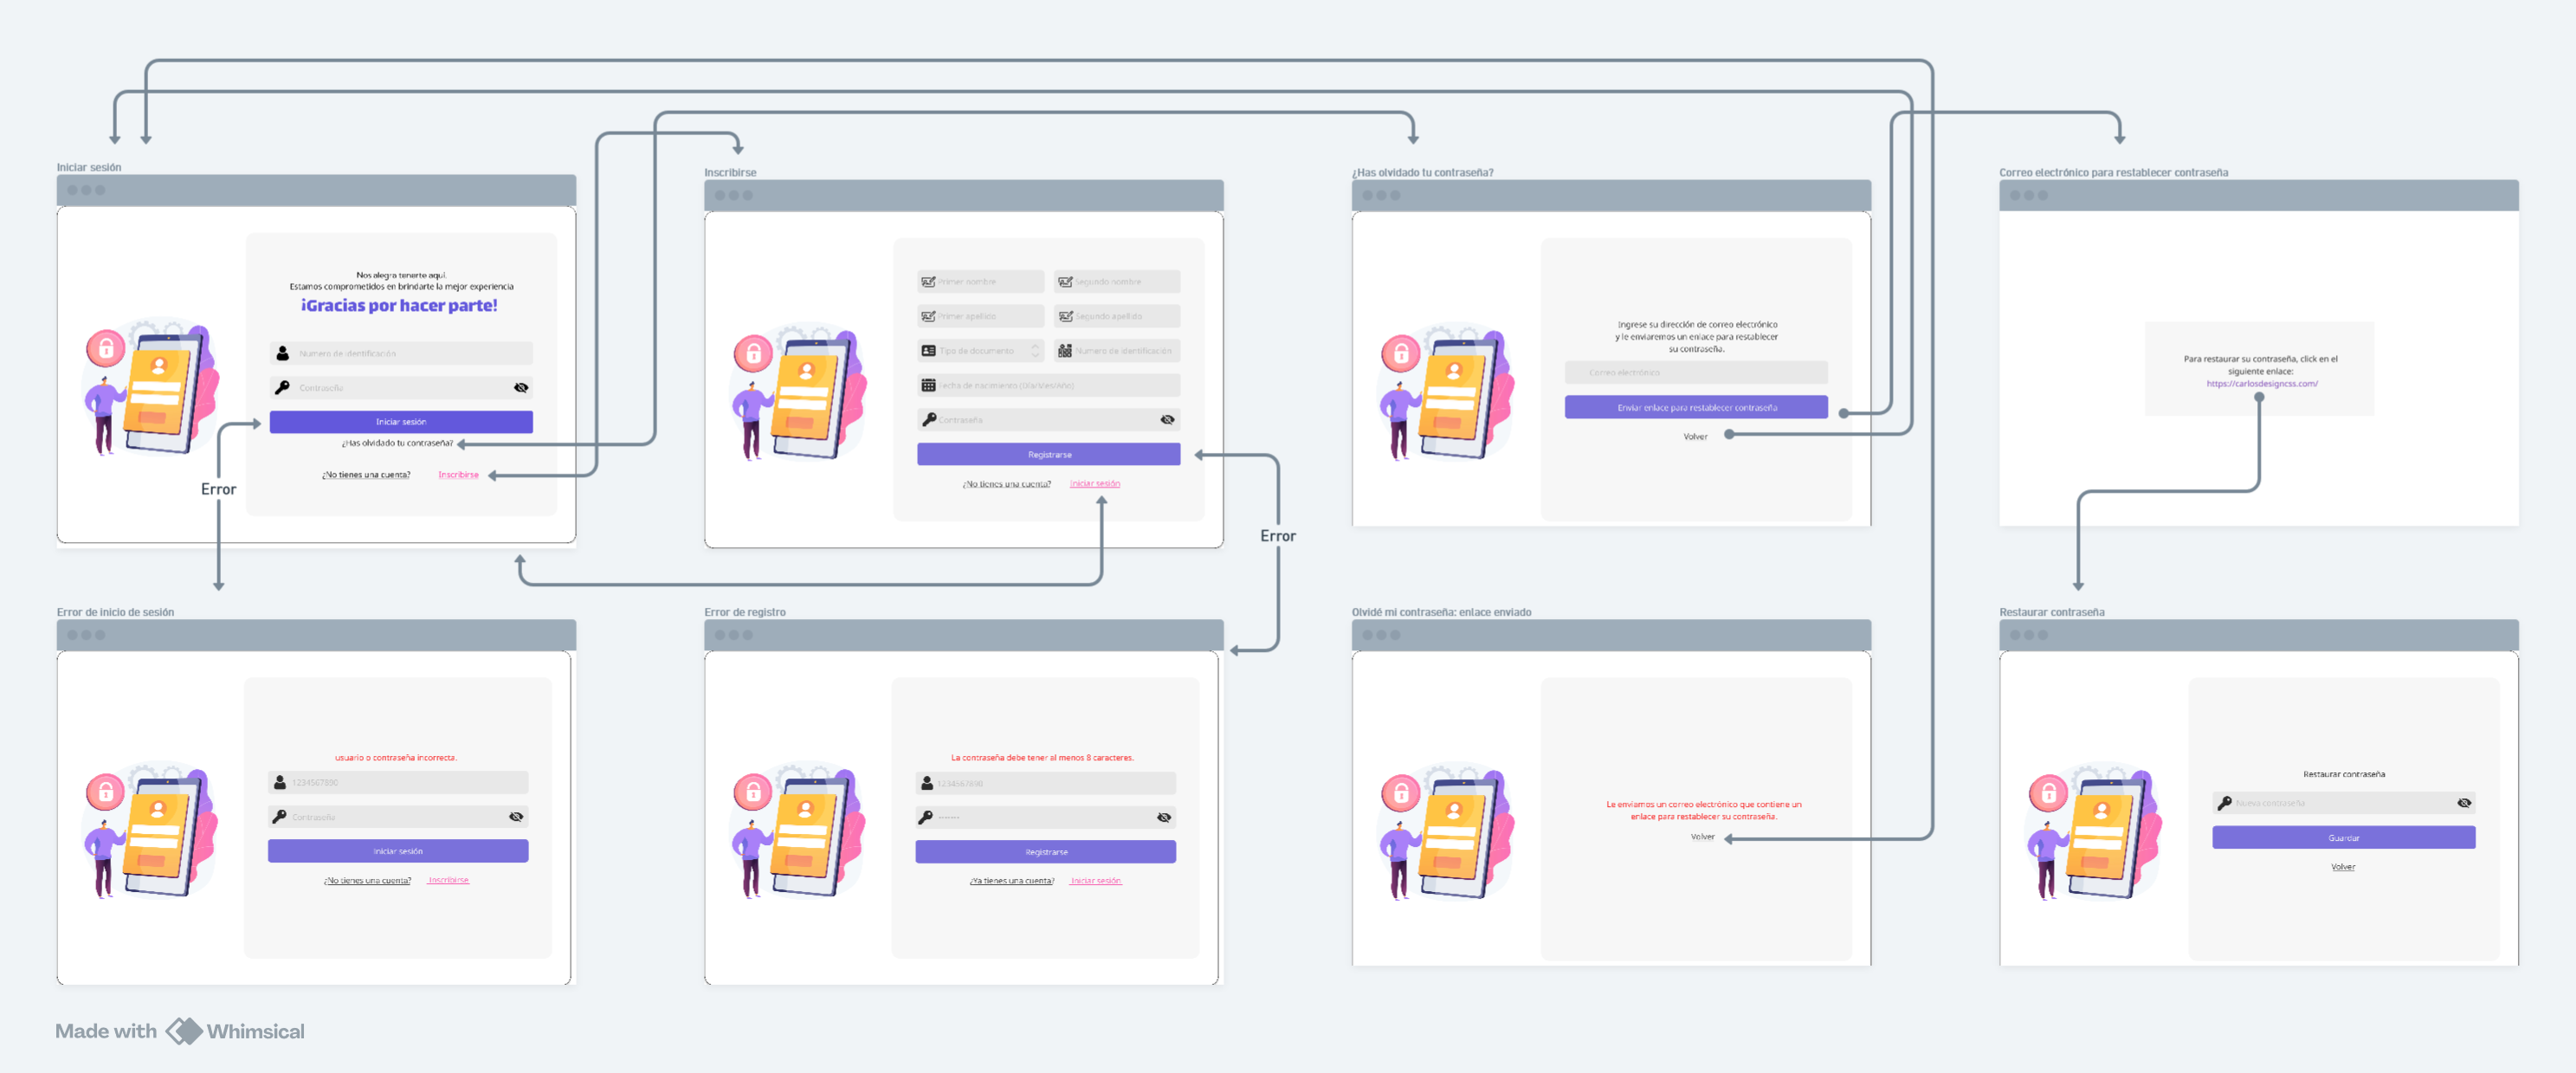 Iniciar sesión
Nos alegra tenerte aquí.
Estamos comprometidos en brindarte la mejor experiencia
¡Gracias por hacer parte!
Numero de identificación
Contraseña
Iniciar sesión
¿Has olvidado tu contraseña?
¿No tienes una cuenta? Inscribirse
Error
Inscribirse
Primer nombre
Segundo nombre
Primer apellido
Segundo apellido
Tipo de documento
Numero de identificación
Fecha de nacimiento
Contraseña
Registrarse
¿No tienes una cuenta? Iniciar sesión
Error
¿Has olvidado tu contraseña?
Ingrese su dirección de correo electrónico
y le enviaremos un enlace para restablecer
su contraseña.
Correo electrónico
Enviar enlace para restablecer contraseña
Volver
Correo electrónico para restablecer contraseña
Para restaurar su contraseña, click en el
siguiente enlace:
https://carlosdesigncss.com/
Error de inicio de sesión
usuario o contraseña incorrecta.
1234567890
Contraseña
Iniciar sesión
¿No tienes una cuenta? Inscribirse
Error de registro
La contraseña debe tener al menos 8 caracteres.
1234567890
Registrarse
¿Ya tienes una cuenta? Iniciar sesión
Olvidé mi contraseña: enlace enviado
Le enviamos un correo electrónico que contiene un
enlace para restablecer su contraseña.
Volver
Restaurar contraseña
Restaurar contraseña
Nueva contraseña
Guardar
Volver
Made with Whimsical